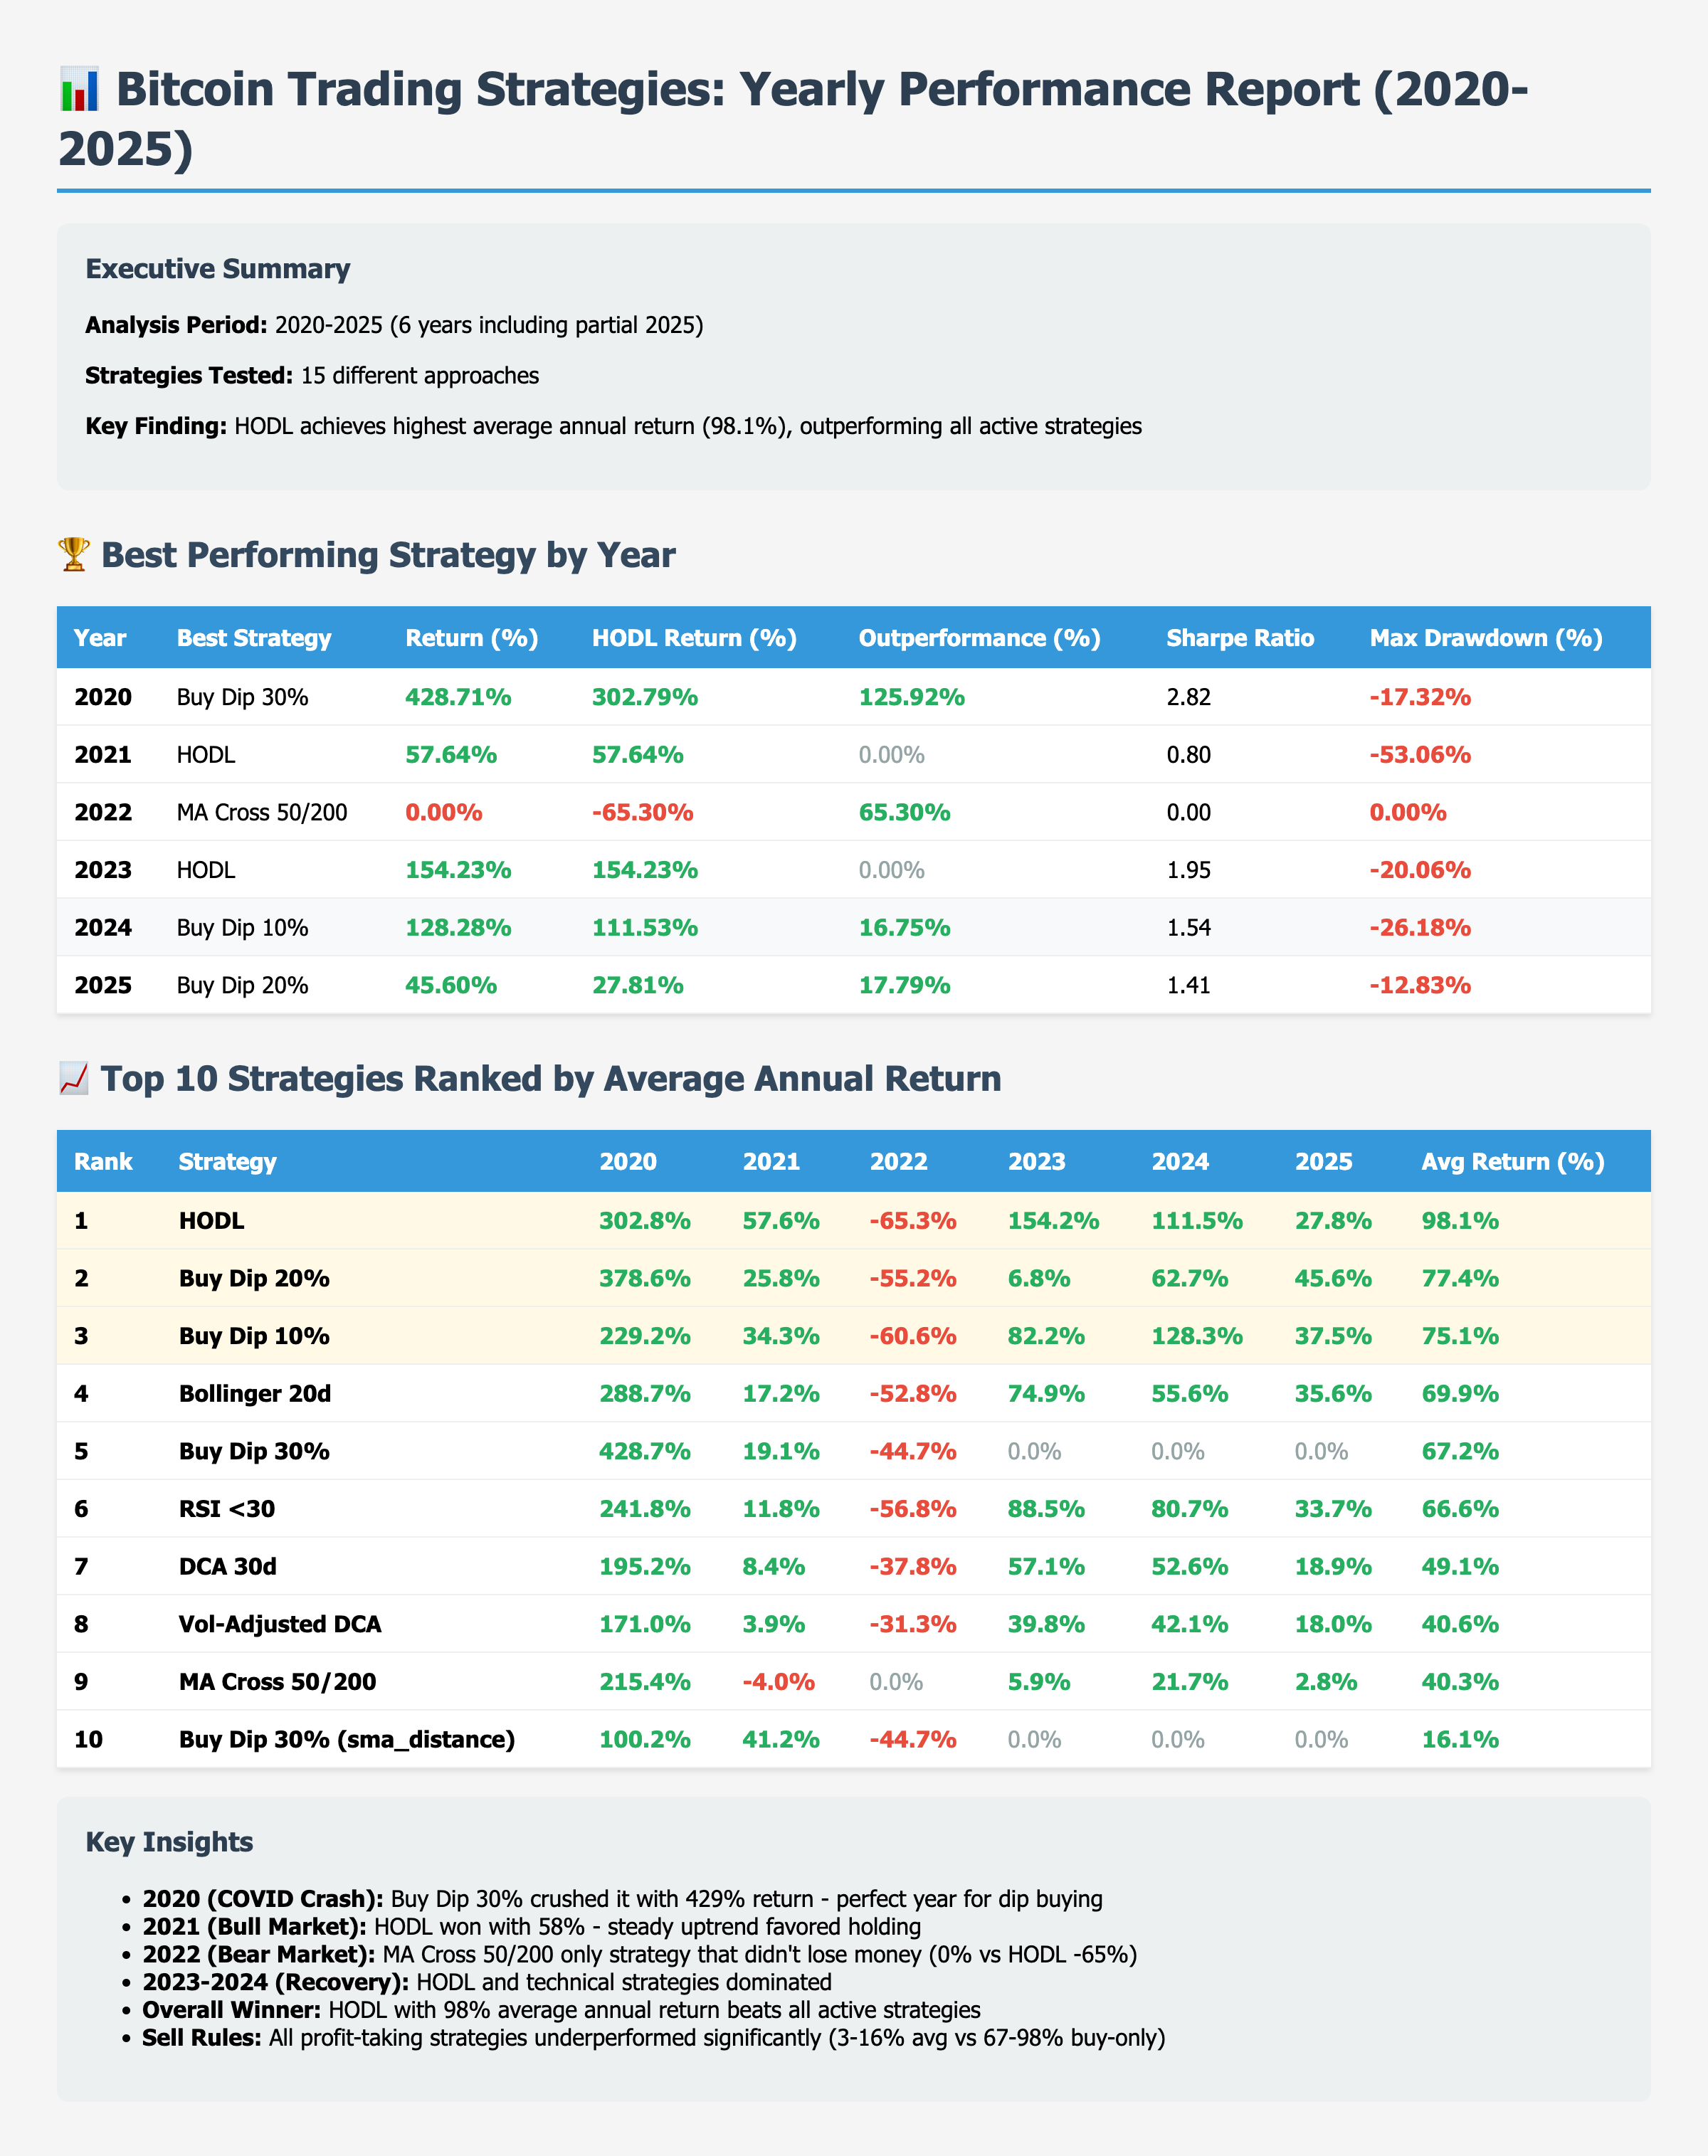 📊 Bitcoin Trading Strategies: Yearly Performance Report (2020-
2025)
Executive Summary
Analysis Period: 2020-2025 (6 years including partial 2025)
Strategies Tested: 15 different approaches
Key Finding: HODL achieves highest average annual return (98.1%), outperforming all active strategies
🏆 Best Performing Strategy by Year
Year Best Strategy Return (%) HODL Return (%) Outperformance (%) Sharpe Ratio Max Drawdown (%)
2020 Buy Dip 30% 428.71% 302.79% 125.92% 2.82 -17.32%
2021 HODL 57.64% 57.64% 0.00% 0.80 -53.06%
2022 MA Cross 50/200 0.00% -65.30% 65.30% 0.00 0.00%
2023 HODL 154.23% 154.23% 0.00% 1.95 -20.06%
2024 Buy Dip 10% 128.28% 111.53% 16.75% 1.54 -26.18%
2025 Buy Dip 20% 45.60% 27.81% 17.79% 1.41 -12.83%
📈 Top 10 Strategies Ranked by Average Annual Return
Rank Strategy 2020 2021 2022 2023 2024 2025 Avg Return (%)
1 HODL 302.8% 57.6% -65.3% 154.2% 111.5% 27.8% 98.1%
2 Buy Dip 20% 378.6% 25.8% -55.2% 6.8% 62.7% 45.6% 77.4%
3 Buy Dip 10% 229.2% 34.3% -60.6% 82.2% 128.3% 37.5% 75.1%
4 Bollinger 20d 288.7% 17.2% -52.8% 74.9% 55.6% 35.6% 69.9%
5 Buy Dip 30% 428.7% 19.1% -44.7% 0.0% 0.0% 0.0% 67.2%
6 RSI <30 241.8% 11.8% -56.8% 88.5% 80.7% 33.7% 66.6%
7 DCA 30d 195.2% 8.4% -37.8% 57.1% 52.6% 18.9% 49.1%
8 Vol-Adjusted DCA 171.0% 3.9% -31.3% 39.8% 42.1% 18.0% 40.6%
9 MA Cross 50/200 215.4% -4.0% 0.0% 5.9% 21.7% 2.8% 40.3%
10 Buy Dip 30% (sma_distance) 100.2% 41.2% -44.7% 0.0% 0.0% 0.0% 16.1%
Key Insights
• 2020 (COVID Crash): Buy Dip 30% crushed it with 429% return - perfect year for dip buying
• 2021 (Bull Market): HODL won with 58% - steady uptrend favored holding
• 2022 (Bear Market): MA Cross 50/200 only strategy that didn't lose money (0% vs HODL -65%)
• 2023-2024 (Recovery): HODL and technical strategies dominated
• Overall Winner: HODL with 98% average annual return beats all active strategies
• Sell Rules: All profit-taking strategies underperformed significantly (3-16% avg vs 67-98% buy-only)